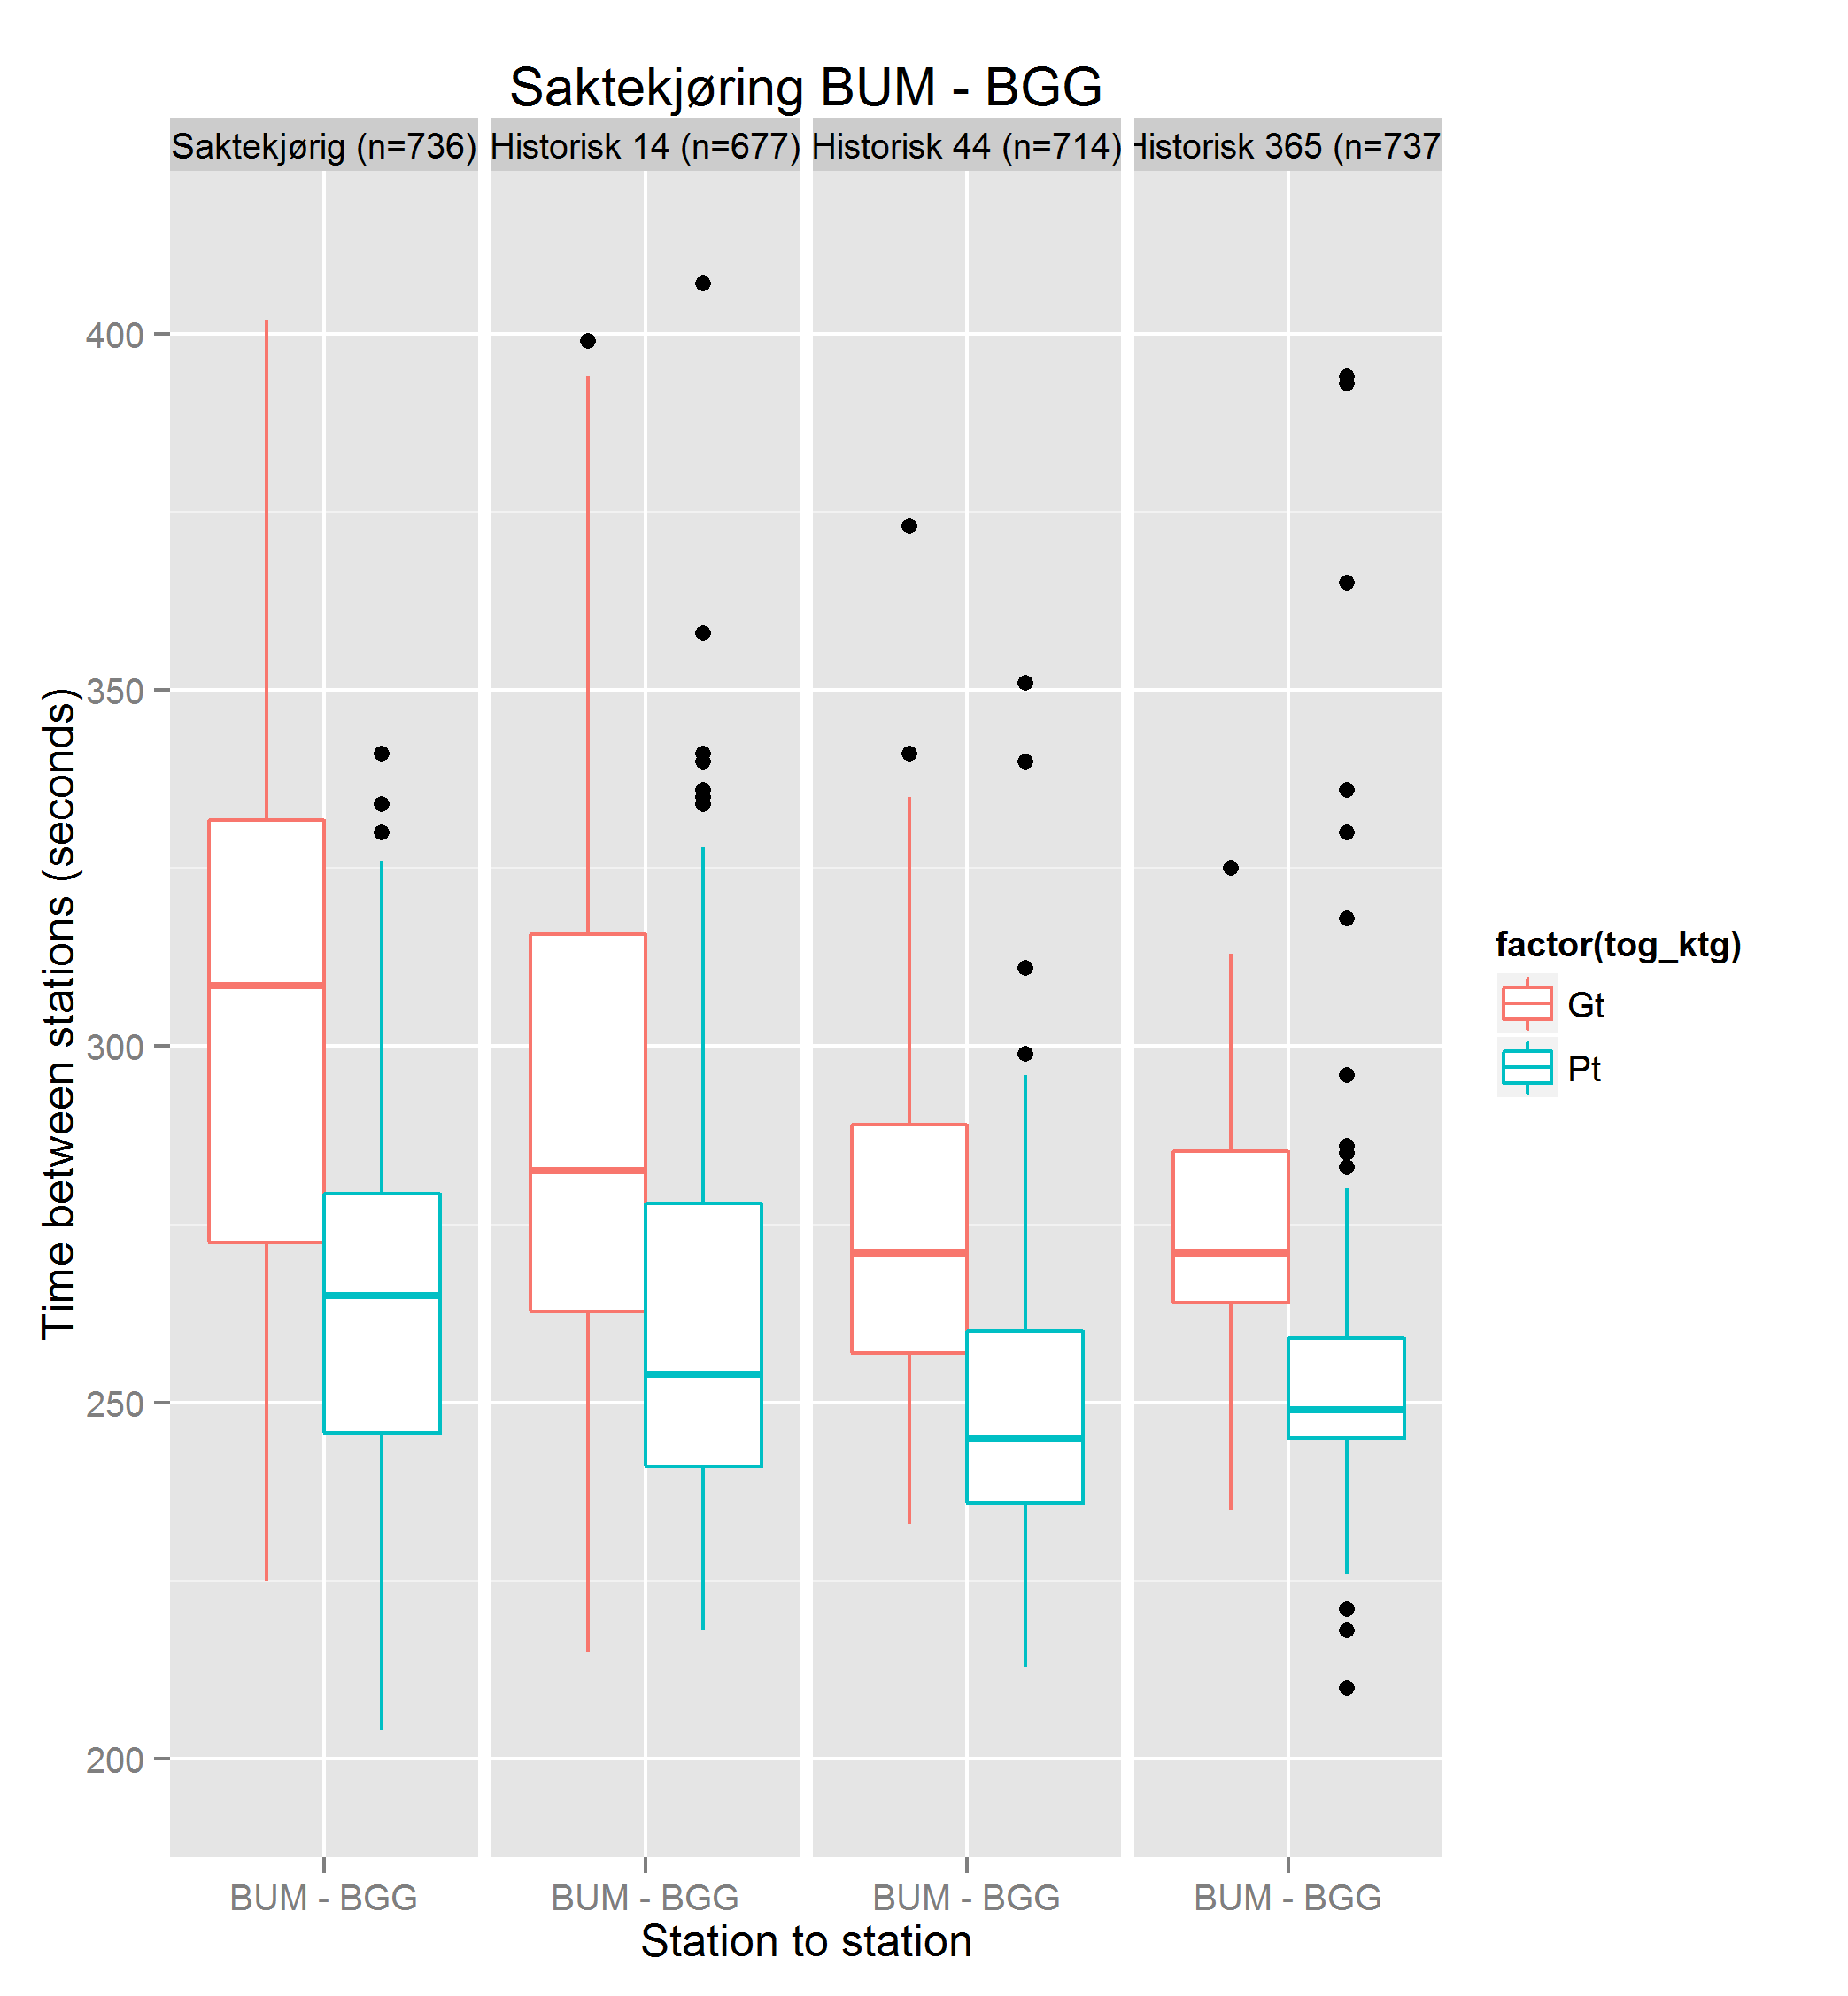 Saktekjøring BUM - BGG
Saktekjørig (n=736) Historisk 14 (n=677) Historisk 44 (n=714) Historisk 365 (n=737
400
350
300
250
200
Time between stations (seconds)
BUM - BGG BUM - BGG BUM - BGG BUM - BGG
Station to station
factor(tog_ktg)
Gt
Pt